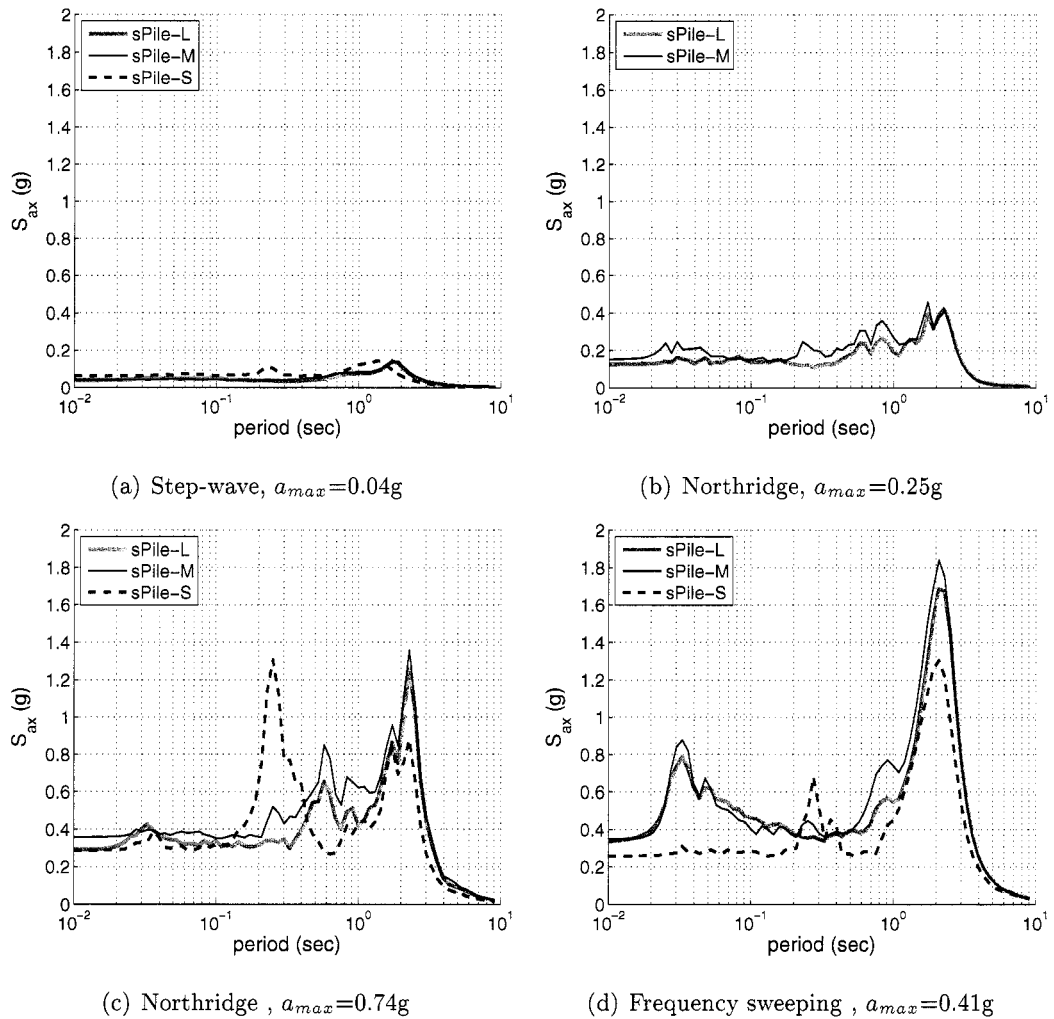 2
1.8
1.6
1.4
1.2
1
0.8
0.6
0.4
0.2
0
S_ax (g)
sPile-L
sPile-M
sPile-S
10^-2
10^-1
10^0
10^1
period (sec)
(a) Step-wave, a_max=0.04g
2
1.8
1.6
1.4
1.2
1
0.8
0.6
0.4
0.2
0
S_ax (g)
sPile-L
sPile-M
10^-2
10^-1
10^0
10^1
period (sec)
(b) Northridge, a_max=0.25g
2
1.8
1.6
1.4
1.2
1
0.8
0.6
0.4
0.2
0
S_ax (g)
sPile-L
sPile-M
sPile-S
10^-2
10^-1
10^0
10^1
period (sec)
(c) Northridge , a_max=0.74g
2
1.8
1.6
1.4
1.2
1
0.8
0.6
0.4
0.2
0
S_ax (g)
sPile-L
sPile-M
sPile-S
10^-2
10^-1
10^0
10^1
period (sec)
(d) Frequency sweeping , a_max=0.41g